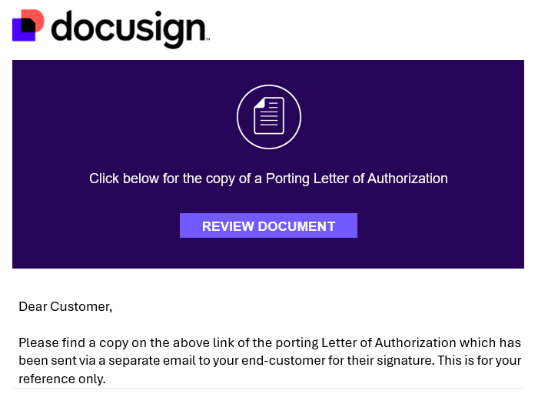 docusign
Click below for the copy of a Porting Letter of Authorization
REVIEW DOCUMENT
Dear Customer,
Please find a copy on the above link of the porting Letter of Authorization which has
been sent via a separate email to your end-customer for their signature. This is for your
reference only.